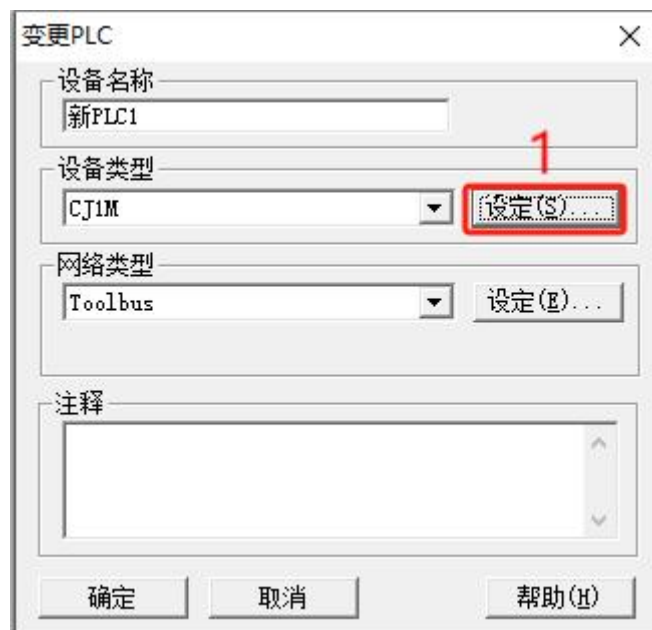 变更PLC
设备名称
新PLC1
1
设备类型
CJ1M 设定(S)...
网络类型
Toolbus 设定(E)...
注释
确定 取消 帮助(H)